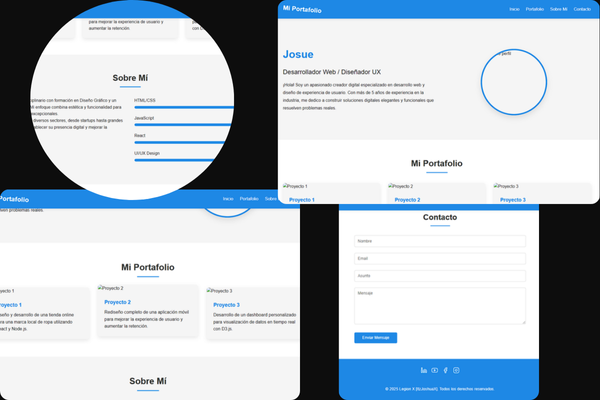 para mejorar la experiencia de usuario y
aumentar la retención.
Sobre Mí
disciplinario con formación en Diseño Gráfico y un
Mi enfoque combina estética y funcionalidad para
excepcionales.
diversos sectores, desde startups hasta grandes
establecer su presencia digital y mejorar la
HTML/CSS
JavaScript
React
UI/UX Design
Mi Portafolio
Inicio Portafolio Sobre Mí Contacto
Josue
Desarrollador Web / Diseñador UX
¡Hola! Soy un apasionado creador digital especializado en desarrollo web y
diseño de experiencia de usuario. Con más de 5 años de experiencia en la
industria, me dedico a construir soluciones digitales elegantes y funcionales que
resuelven problemas reales.
perfil
Mi Portafolio
Proyecto 1 Proyecto 2 Proyecto 3
Proyecto 1 Proyecto 2 Proyecto 3
Portafolio
Inicio Portafolio Sobre
problemas reales.
Mi Portafolio
Proyecto 1 Proyecto 2 Proyecto 3
Proyecto 1
Diseño y desarrollo de una tienda online
para una marca local de ropa utilizando
React y Node.js.
Proyecto 2
Rediseño completo de una aplicación móvil
para mejorar la experiencia de usuario y
aumentar la retención.
Proyecto 3
Desarrollo de un dashboard personalizado
para visualización de datos en tiempo real
con D3.js.
Sobre Mí
Contacto
Nombre
Email
Asunto
Mensaje
Enviar Mensaje
Todos los derechos reservados.